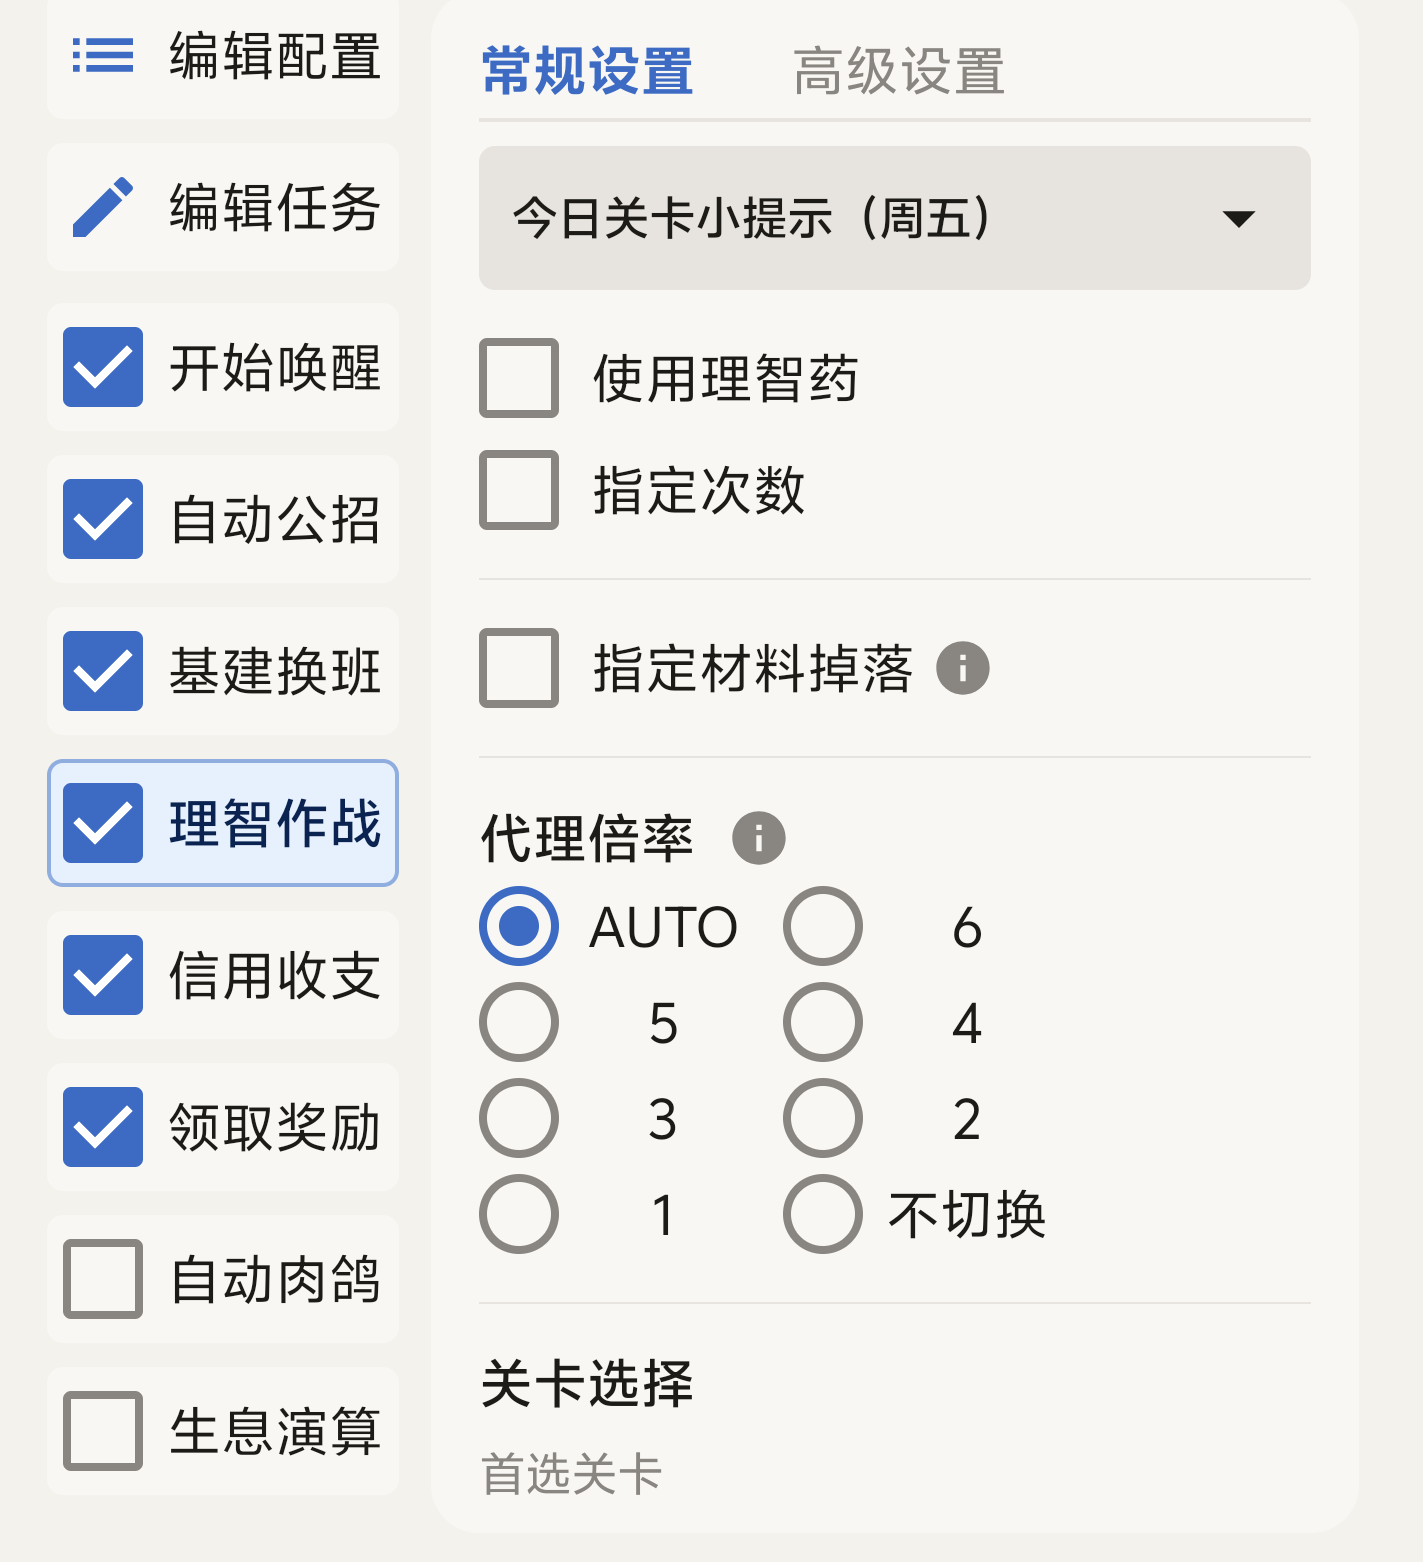 编辑配置
编辑任务
开始唤醒
自动公招
基建换班
理智作战
信用收支
领取奖励
自动肉鸽
生息演算
常规设置 高级设置
今日关卡小提示（周五）
使用理智药
指定次数
指定材料掉落
代理倍率
AUTO 6
5 4
3 2
1 不切换
关卡选择
首选关卡